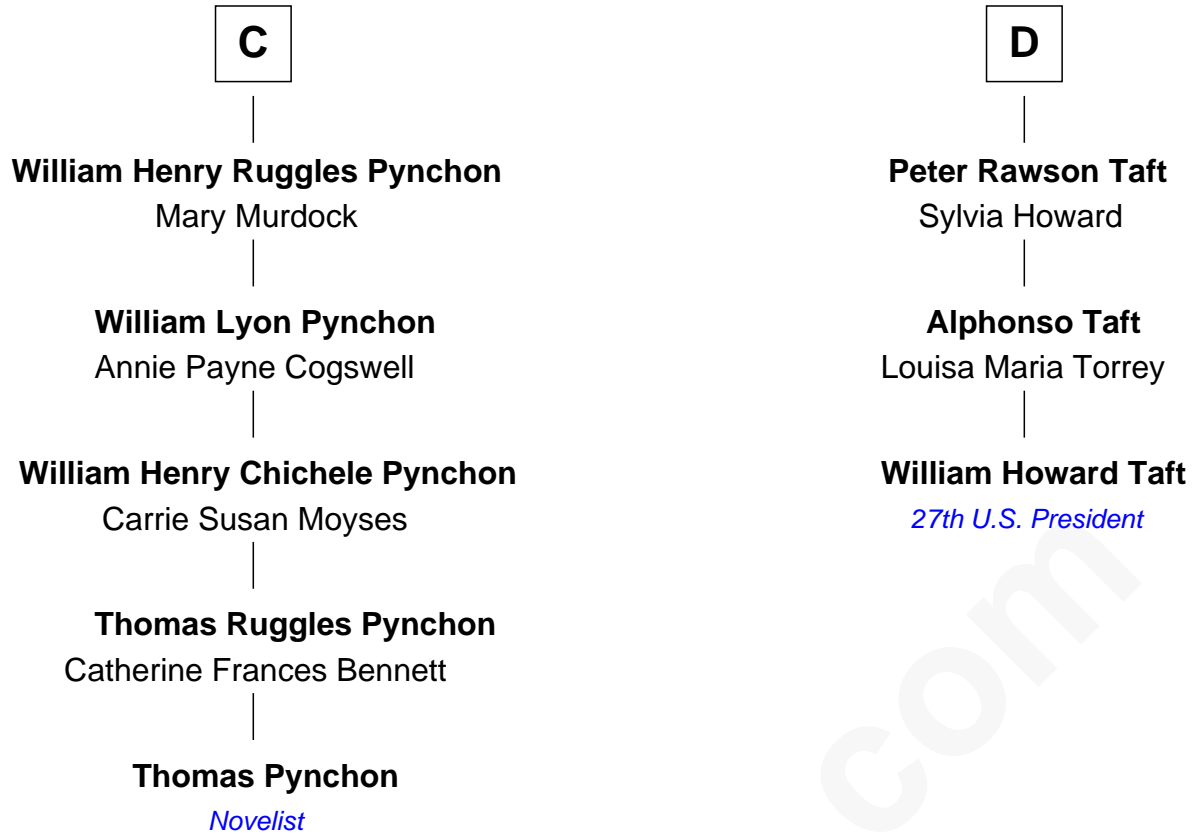 C
William Henry Ruggles Pynchon
Mary Murdock
William Lyon Pynchon
Annie Payne Cogswell
William Henry Chichele Pynchon
Carrie Susan Moyses
Thomas Ruggles Pynchon
Catherine Frances Bennett
Thomas Pynchon
Novelist
D
Peter Rawson Taft
Sylvia Howard
Alphonso Taft
Louisa Maria Torrey
William Howard Taft
27th U.S. President
com